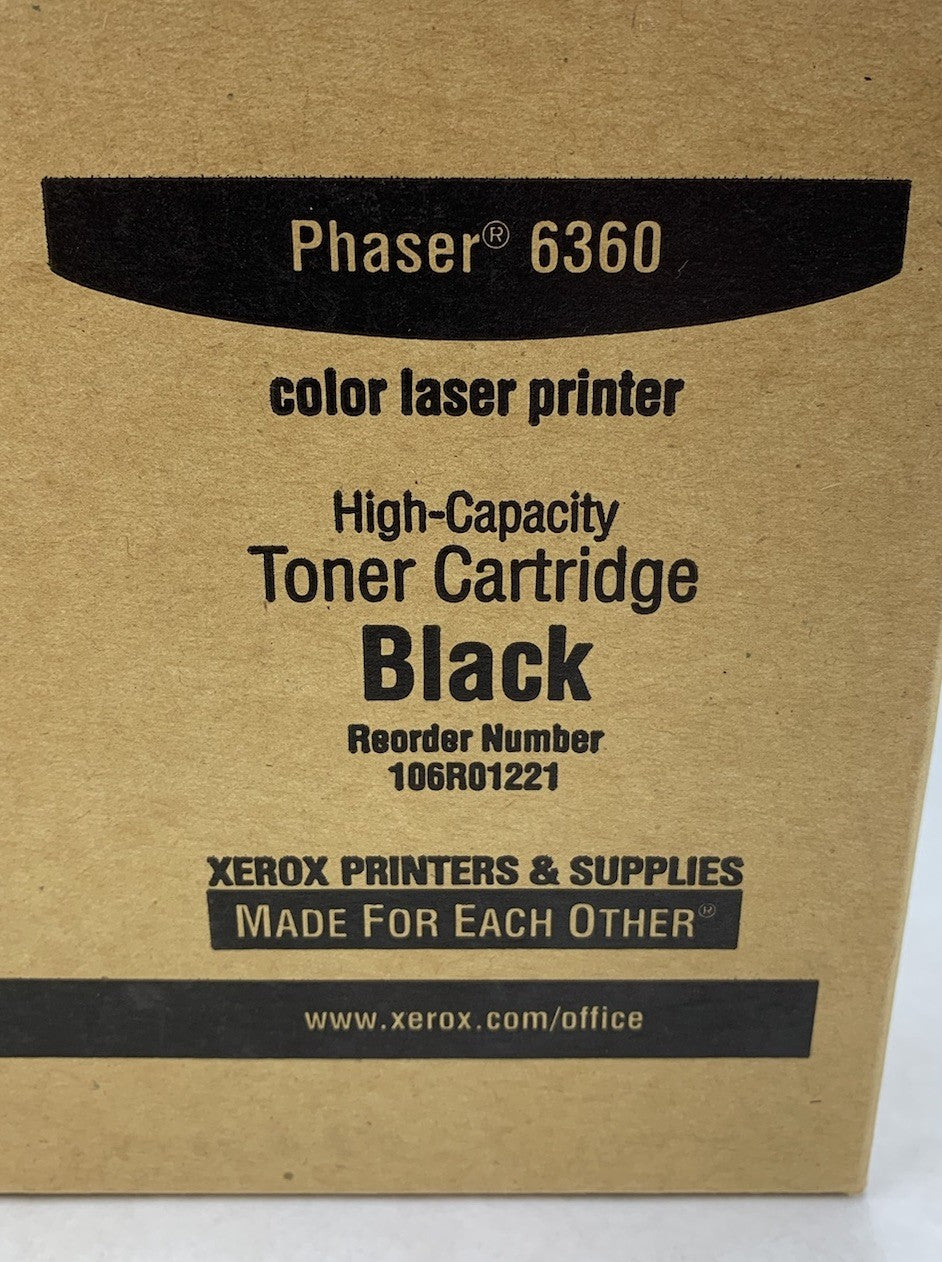 Phaser® 6360
color laser printer
High-Capacity
Toner Cartridge
Black
Reorder Number
106R01221
XEROX PRINTERS & SUPPLIES
MADE FOR EACH OTHER®
www.xerox.com/office